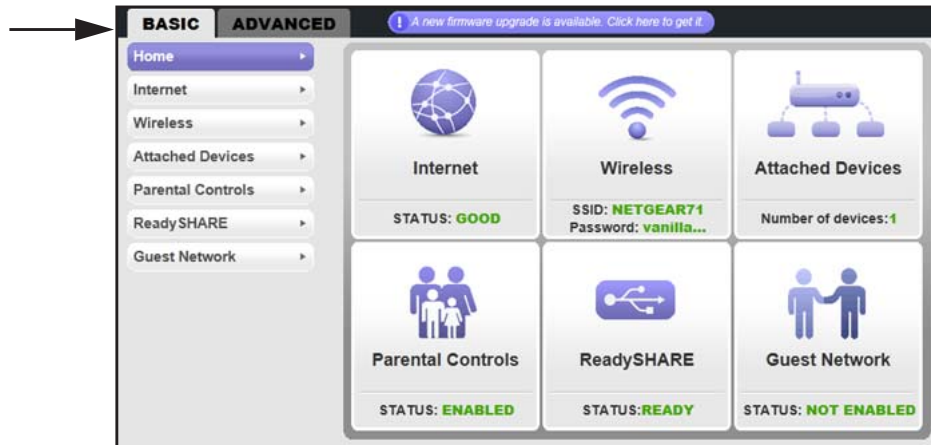 BASIC ADVANCED
A new firmware upgrade is available. Click here to get it.
Home
Internet
Wireless
Attached Devices
Parental Controls
ReadySHARE
Guest Network
Internet
STATUS: GOOD
Wireless
SSID: NETGEAR71
Password: vanilla...
Attached Devices
Number of devices:1
Parental Controls
STATUS: ENABLED
ReadySHARE
STATUS:READY
Guest Network
STATUS: NOT ENABLED